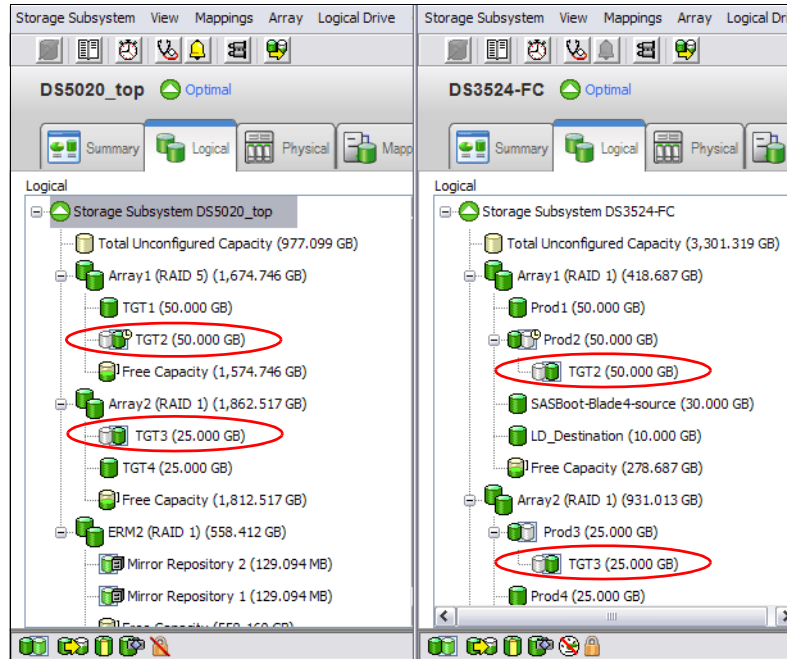 Storage Subsystem View Mappings Array Logical Drive
DS5020_top Optimal
Summary Logical Physical Mapp
Logical
Storage Subsystem DS5020_top
Total Unconfigured Capacity (977.099 GB)
Array1 (RAID 5) (1,674.746 GB)
TGT1 (50.000 GB)
TGT2 (50.000 GB)
Free Capacity (1,574.746 GB)
Array2 (RAID 1) (1,862.517 GB)
TGT3 (25.000 GB)
TGT4 (25.000 GB)
Free Capacity (1,812.517 GB)
ERM2 (RAID 1) (558.412 GB)
Mirror Repository 2 (129.094 MB)
Mirror Repository 1 (129.094 MB)
Free Capacity (558.160 GB)
Storage Subsystem View Mappings Array Logical Dri
DS3524-FC Optimal
Summary Logical Physical
Logical
Storage Subsystem DS3524-FC
Total Unconfigured Capacity (3,301.319 GB)
Array1 (RAID 1) (418.687 GB)
Prod1 (50.000 GB)
Prod2 (50.000 GB)
TGT2 (50.000 GB)
SASBoot-Blade4-source (30.000 GB)
LD_Destination (10.000 GB)
Free Capacity (278.687 GB)
Array2 (RAID 1) (931.013 GB)
Prod3 (25.000 GB)
TGT3 (25.000 GB)
Prod4 (25.000 GB)